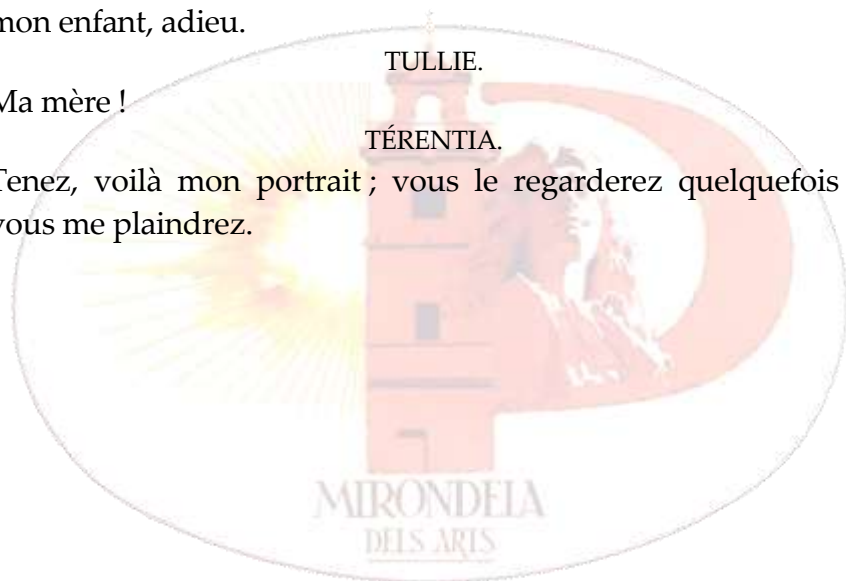 mon enfant, adieu.
TULLIE.
Ma mère !
TÉRENTIA.
Tenez, voilà mon portrait ; vous le regarderez quelquefois
vous me plaindrez.
MIRONDELA
DELS ARTS